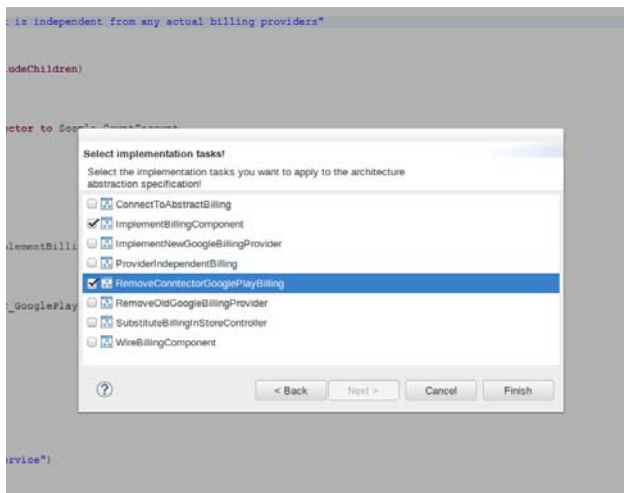 is independent from any actual billing providers"
udeChildren)
ctor to
Select implementation tasks!
Select the implementation tasks you want to apply to the architecture
abstraction specification!
ConnectToAbstractBilling
ImplementBillingComponent
lementBilli
ImplementNewGoogleBillingProvider
ProviderIndependentBilling
RemoveConntectorGooglePlayBilling
_GooglePlay
RemoveOldGoogleBillingProvider
SubstituteBillingInStoreController
WireBillingComponent
? < Back Next > Cancel Finish
ervice")